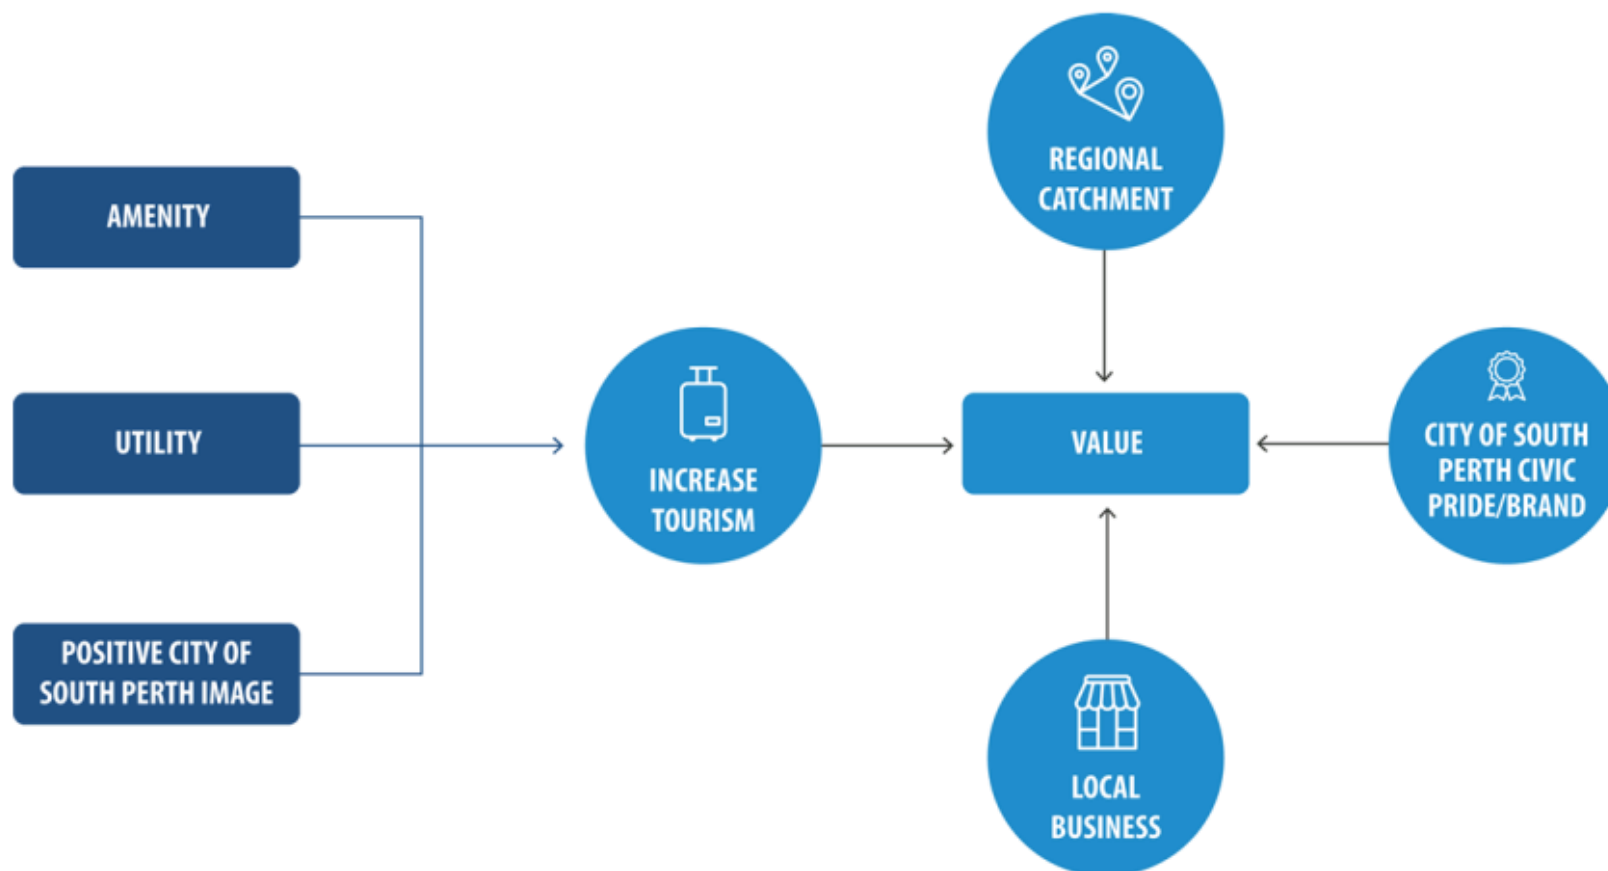 AMENITY
UTILITY
POSITIVE CITY OF
SOUTH PERTH IMAGE
INCREASE
TOURISM
REGIONAL
CATCHMENT
VALUE
CITY OF SOUTH
PERTH CIVIC
PRIDE/BRAND
LOCAL
BUSINESS